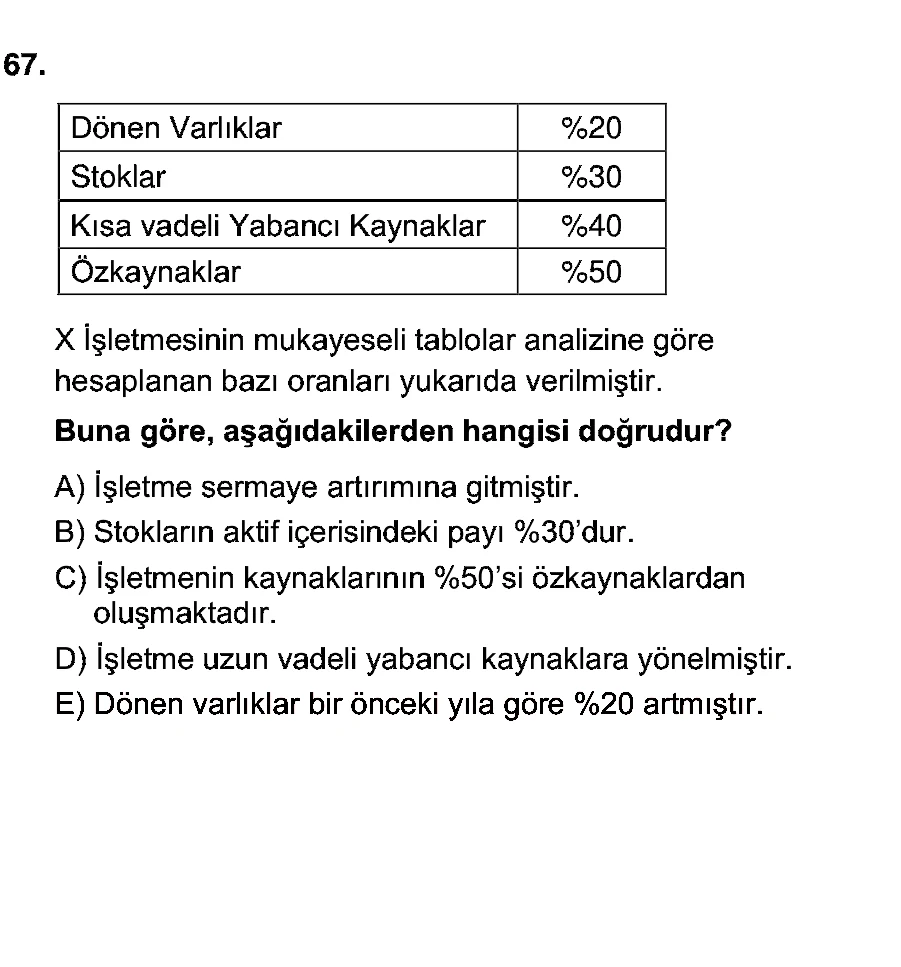 67.
Dönen Varlıklar %20
Stoklar %30
Kısa vadeli Yabancı Kaynaklar %40
Özkaynaklar %50
X İşletmesinin mukayeseli tablolar analizine göre
hesaplanan bazı oranları yukarıda verilmiştir.
Buna göre, aşağıdakilerden hangisi doğrudur?
A) İşletme sermaye artırımına gitmiştir.
B) Stokların aktif içerisindeki payı %30’dur.
C) İşletmenin kaynaklarının %50’si özkaynaklardan
oluşmaktadır.
D) İşletme uzun vadeli yabancı kaynaklara yönelmiştir.
E) Dönen varlıklar bir önceki yıla göre %20 artmıştır.